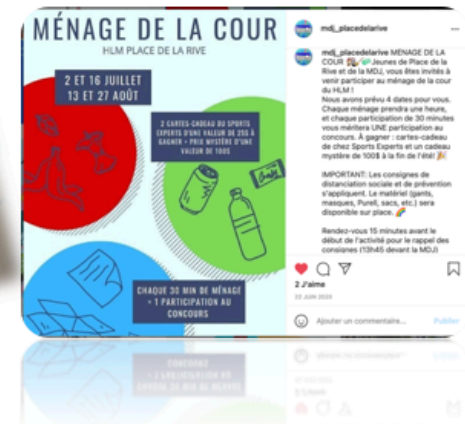 MÉNAGE DE LA COUR
HLM PLACE DE LA RIVE
2 ET 16 JUILLET
13 ET 27 AOÛT
2 CARTES-CADEAU DU SPORTS
EXPERTS D'UNE VALEUR DE 25$ À
GAGNER + PRIX MYSTÈRE D'UNE
VALEUR DE 100$
CHAQUE 30 MIN DE MÉNAGE
= 1 PARTICIPATION AU
CONCOURS
mdj_placedelarive
mdj_placedelarive MÉNAGE DE LA
COUR Jeunes de Place de la
Rive et de la MDJ, vous êtes invités à
venir participer au ménage de la cour
du HLM !
Nous avons prévu 4 dates pour vous.
Chaque ménage prendra une heure,
et chaque participation de 30 minutes
vous méritera UNE participation au
concours. À gagner : cartes-cadeau
de chez Sports Experts et un cadeau
mystère de 100$ à la fin de l'été!
IMPORTANT: Les consignes de
distanciation sociale et de prévention
s'appliquent. Le matériel (gants,
masques, Purell, sacs, etc.) sera
disponible sur place.
Rendez-vous 15 minutes avant le
début de l'activité pour le rappel des
consignes (13h45 devant la MDJ)
2 J'aime
22 JUIN 2020
Ajouter un commentaire...
Publier